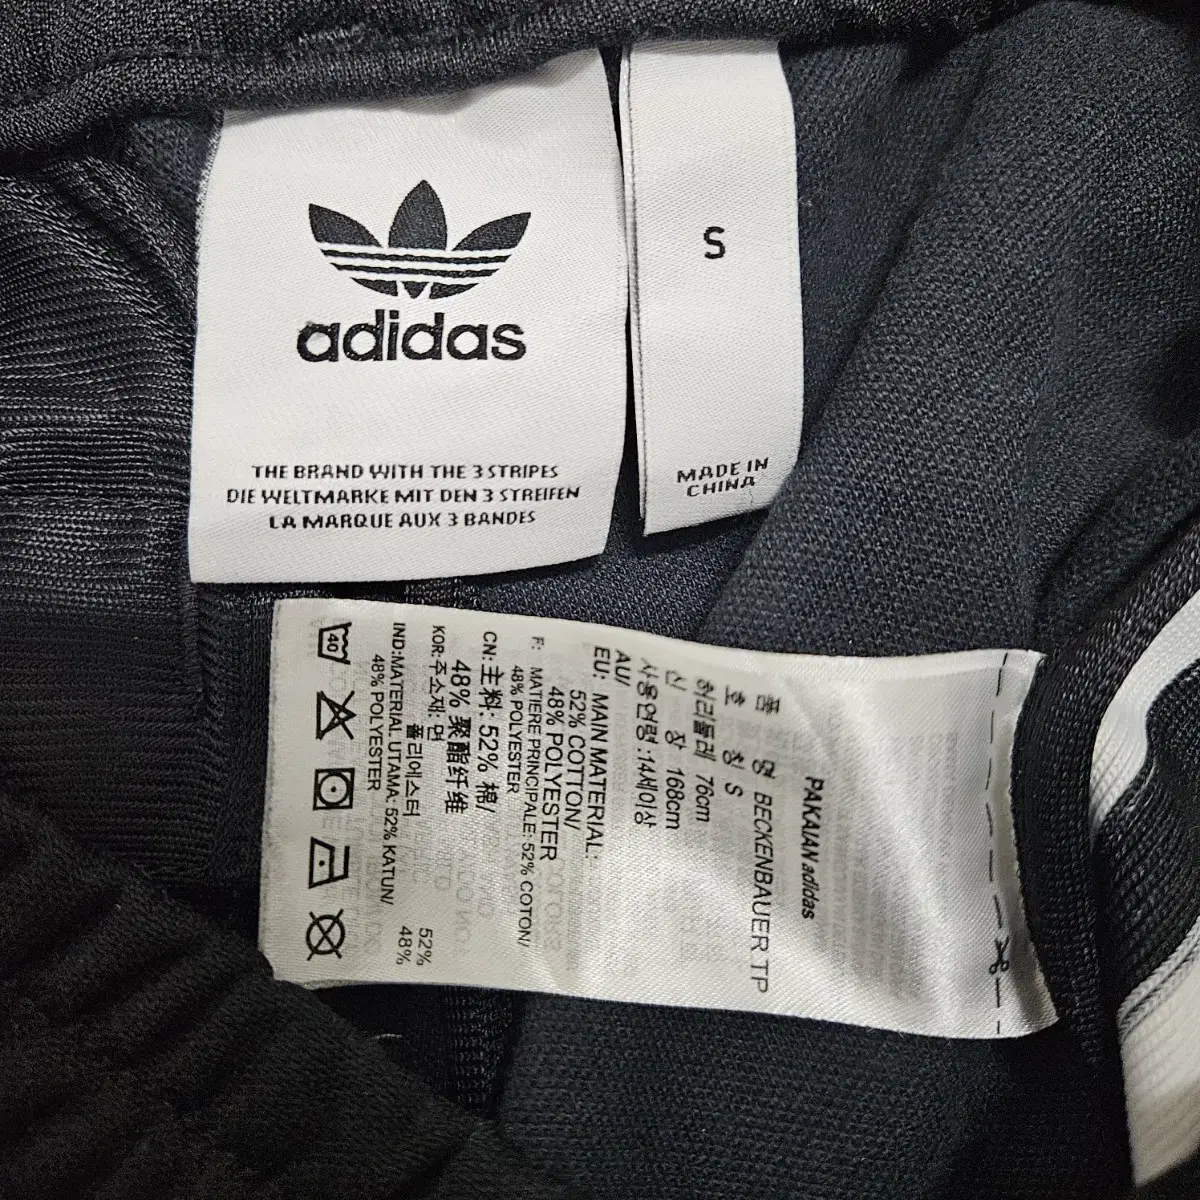 adidas
THE BRAND WITH THE 3 STRIPES
DIE WELTMARKE MIT DEN 3 STREIFEN
LA MARQUE AUX 3 BANDES
S
MADE IN
CHINA
PAKAIAN adidas
품 명 BECKENBAUER TP
호 칭 S
허리둘레 76cm
신 장 168cm
사용연령:14세이상
AU/
EU: MAIN MATERIAL:
52% COTTON/
48% POLYESTER
F: MATIERE PRINCIPALE: 52% COTON/
48% POLYESTER
CN: 主料: 52% 棉/
48% 聚酯纤维
KOR: 주소재: 면 52%
폴리에스터 48%
IND:MATERIAL UTAMA: 52% KATUN/
48% POLYESTER
40